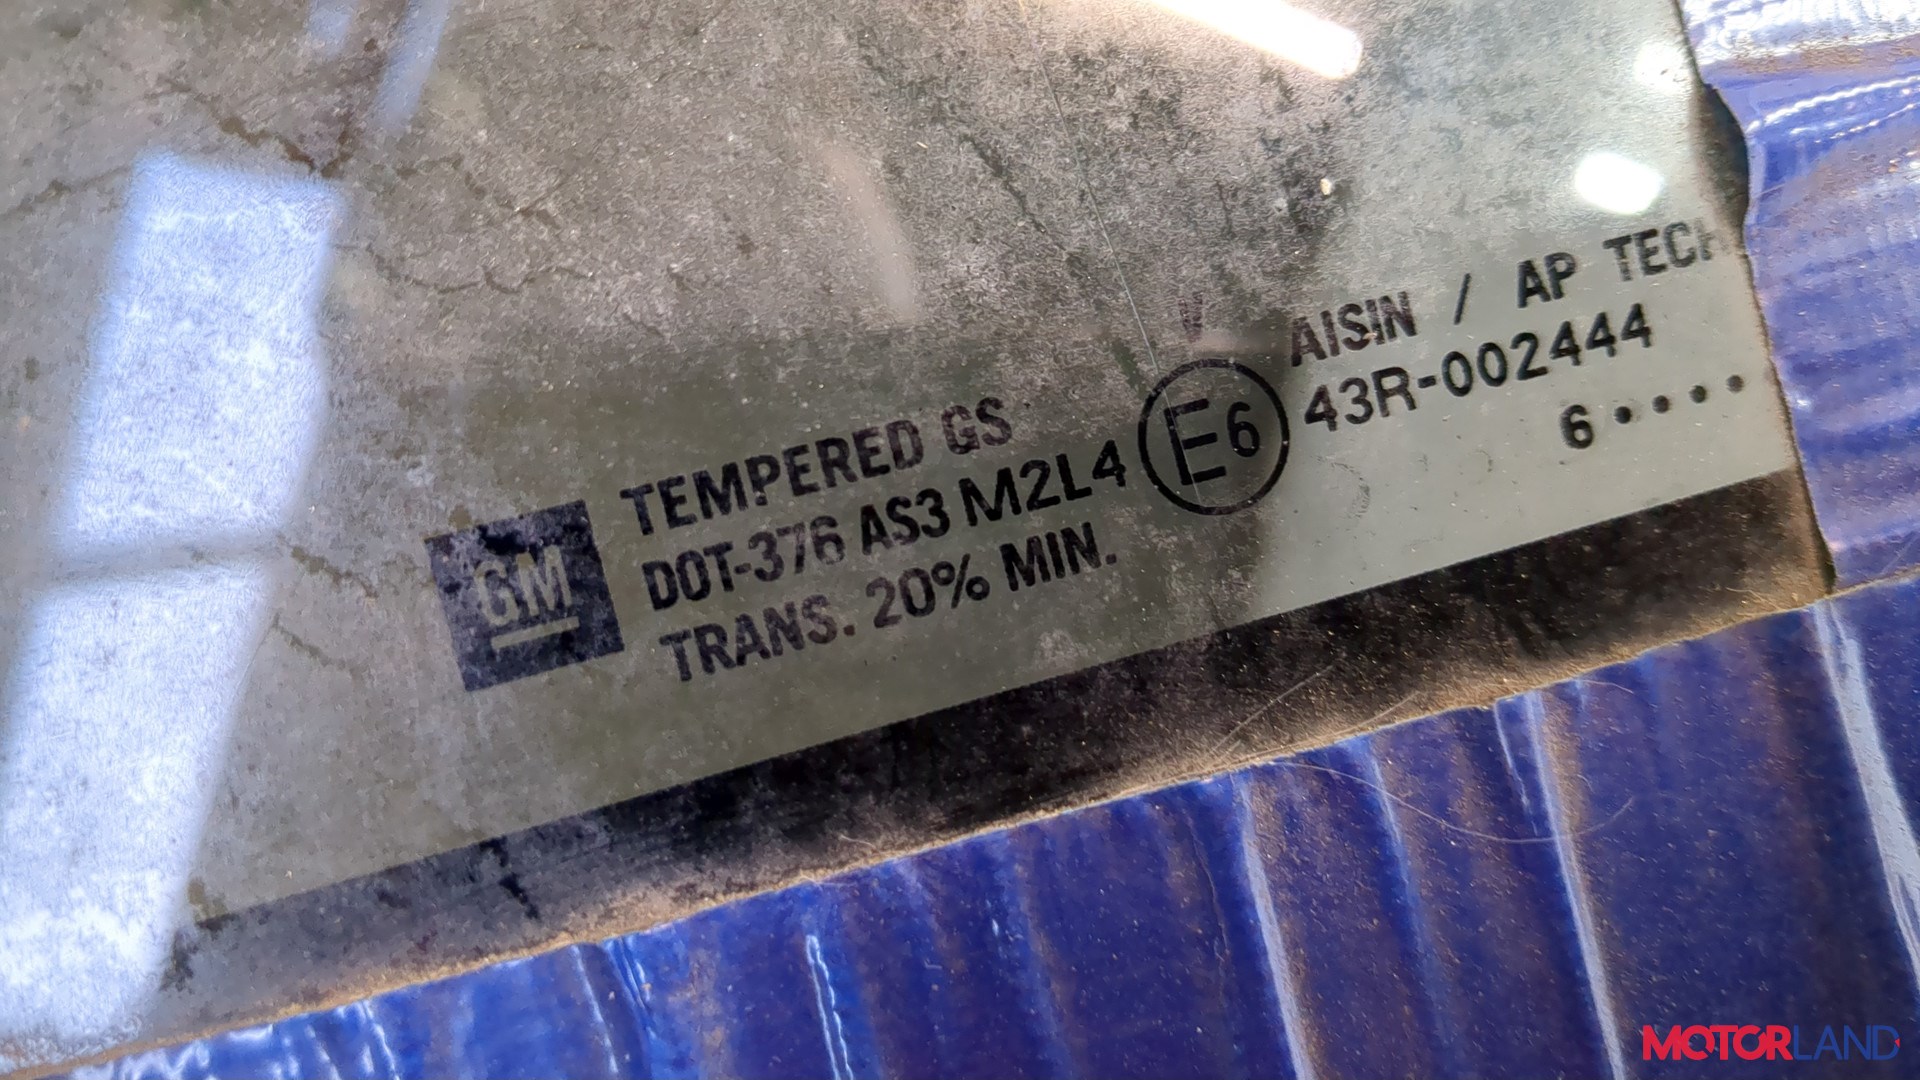 GM
TEMPERED GS
DOT-376 AS3 M2L4
TRANS. 20% MIN.
V
E6
AISIN / AP TECH
43R-002444
6••••
MOTORLAND